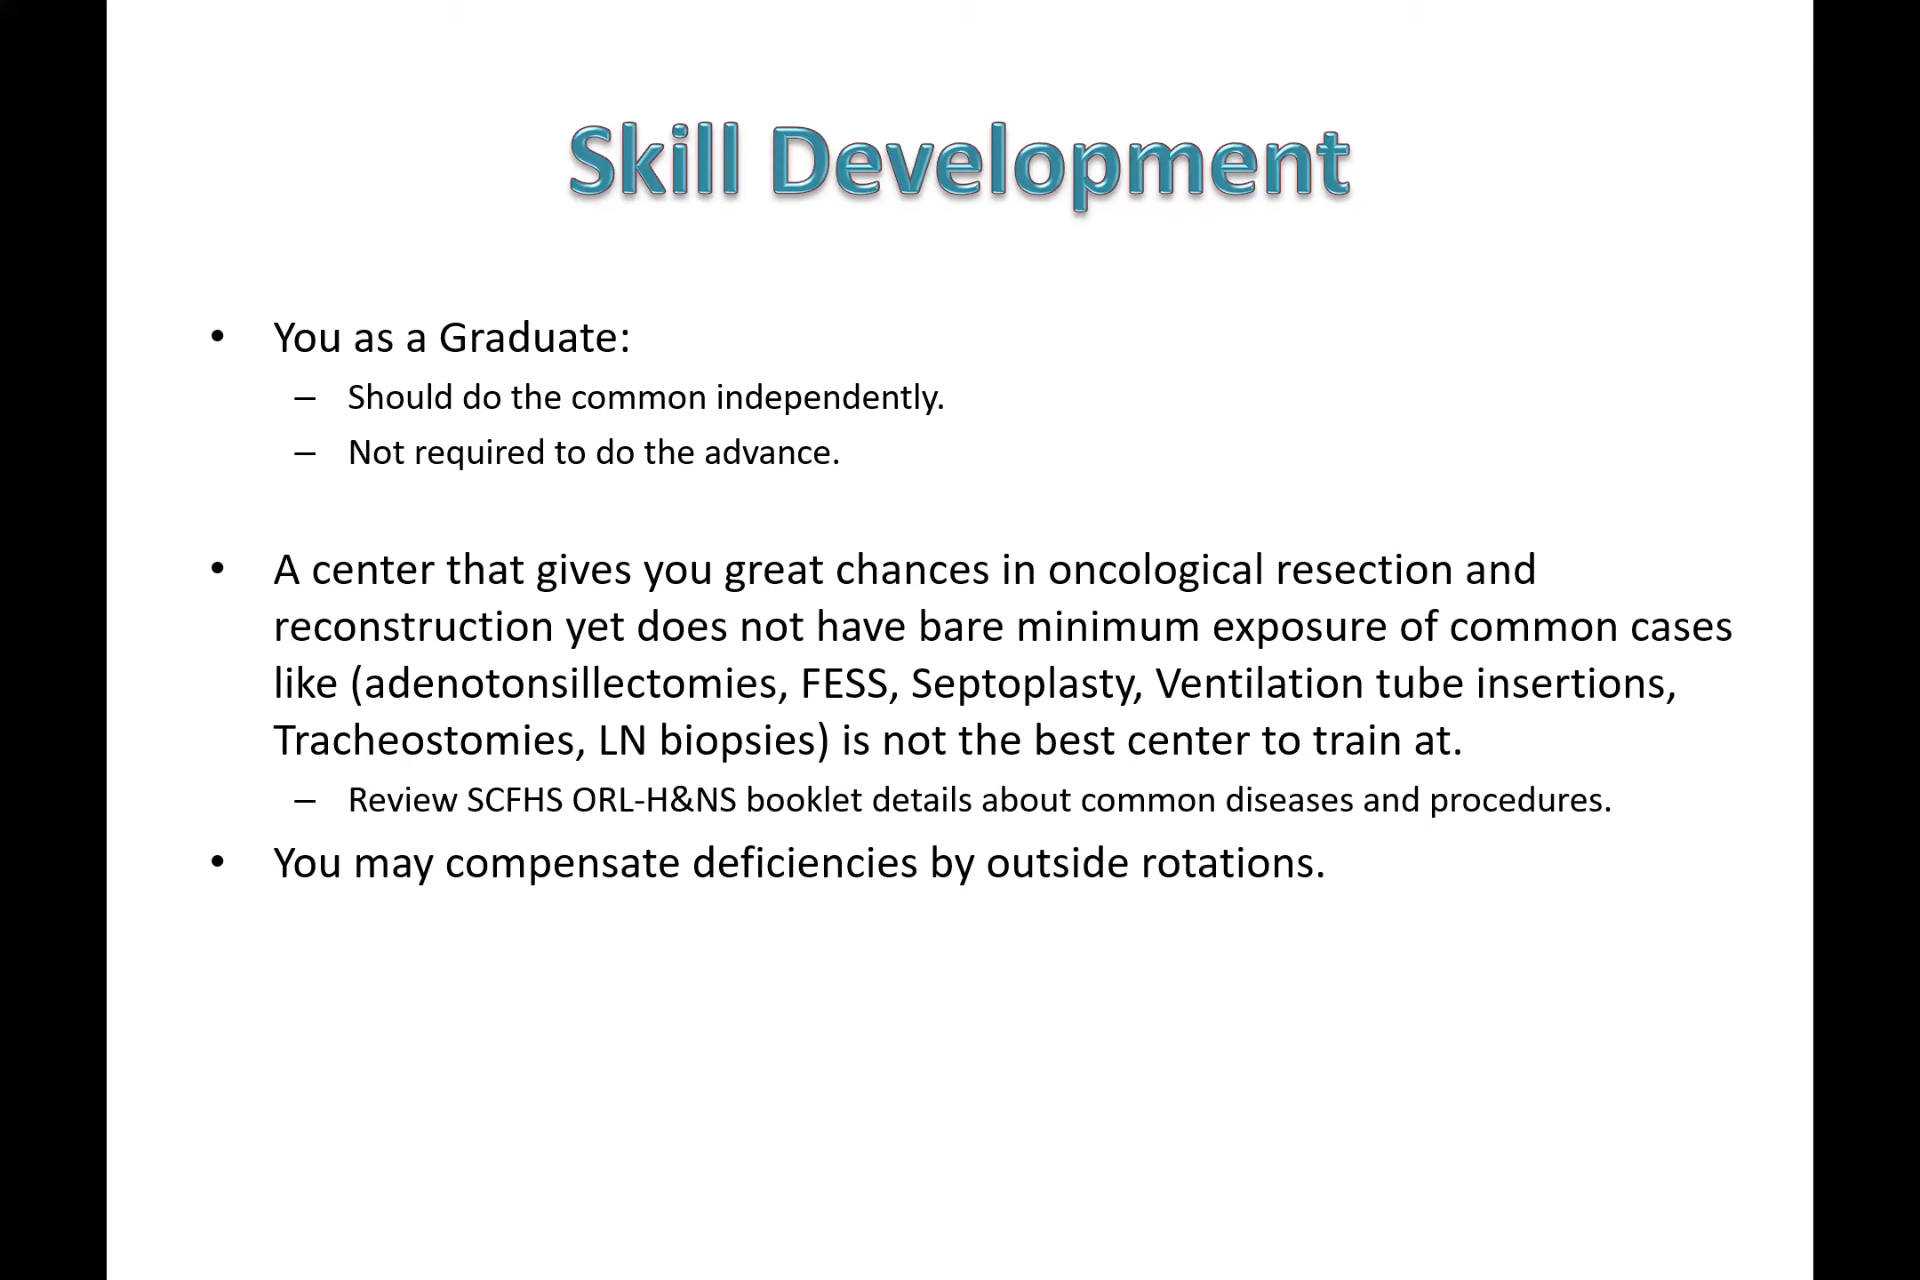 Skill Development
• You as a Graduate:
– Should do the common independently.
– Not required to do the advance.
• A center that gives you great chances in oncological resection and
reconstruction yet does not have bare minimum exposure of common cases
like (adenotonsillectomies, FESS, Septoplasty, Ventilation tube insertions,
Tracheostomies, LN biopsies) is not the best center to train at.
– Review SCFHS ORL-H&NS booklet details about common diseases and procedures.
• You may compensate deficiencies by outside rotations.